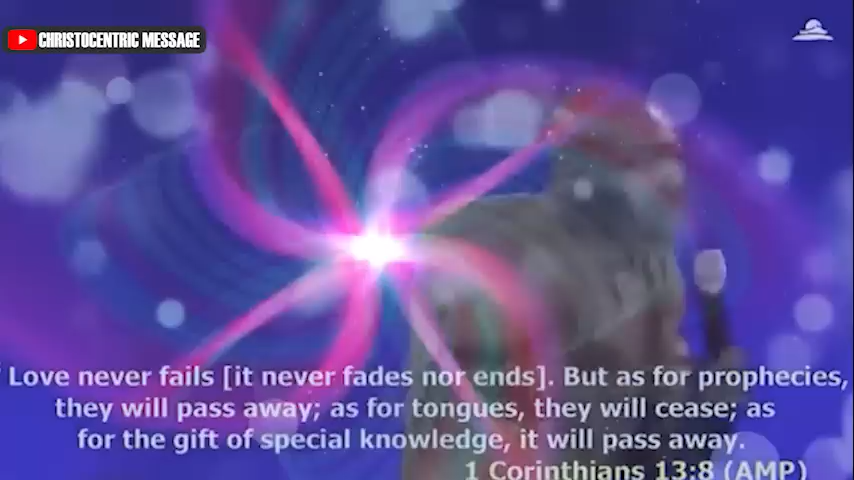 CHRISTOCENTRIC MESSAGE
Love never fails [it never fades nor ends]. But as for prophecies,
they will pass away; as for tongues, they will cease; as
for the gift of special knowledge, it will pass away.
1 Corinthians 13:8 (AMP)